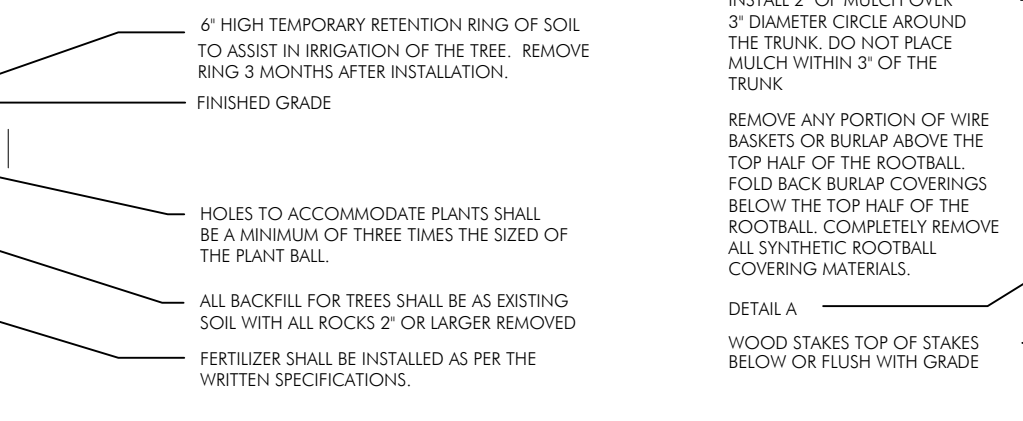 6" HIGH TEMPORARY RETENTION RING OF SOIL
TO ASSIST IN IRRIGATION OF THE TREE. REMOVE
RING 3 MONTHS AFTER INSTALLATION.
FINISHED GRADE
HOLES TO ACCOMMODATE PLANTS SHALL
BE A MINIMUM OF THREE TIMES THE SIZED OF
THE PLANT BALL.
ALL BACKFILL FOR TREES SHALL BE AS EXISTING
SOIL WITH ALL ROCKS 2" OR LARGER REMOVED
FERTILIZER SHALL BE INSTALLED AS PER THE
WRITTEN SPECIFICATIONS.
INSTALL 2" OF MULCH OVER
3" DIAMETER CIRCLE AROUND
THE TRUNK. DO NOT PLACE
MULCH WITHIN 3" OF THE
TRUNK
REMOVE ANY PORTION OF WIRE
BASKETS OR BURLAP ABOVE THE
TOP HALF OF THE ROOTBALL.
FOLD BACK BURLAP COVERINGS
BELOW THE TOP HALF OF THE
ROOTBALL. COMPLETELY REMOVE
ALL SYNTHETIC ROOTBALL
COVERING MATERIALS.
DETAIL A
WOOD STAKES TOP OF STAKES
BELOW OR FLUSH WITH GRADE